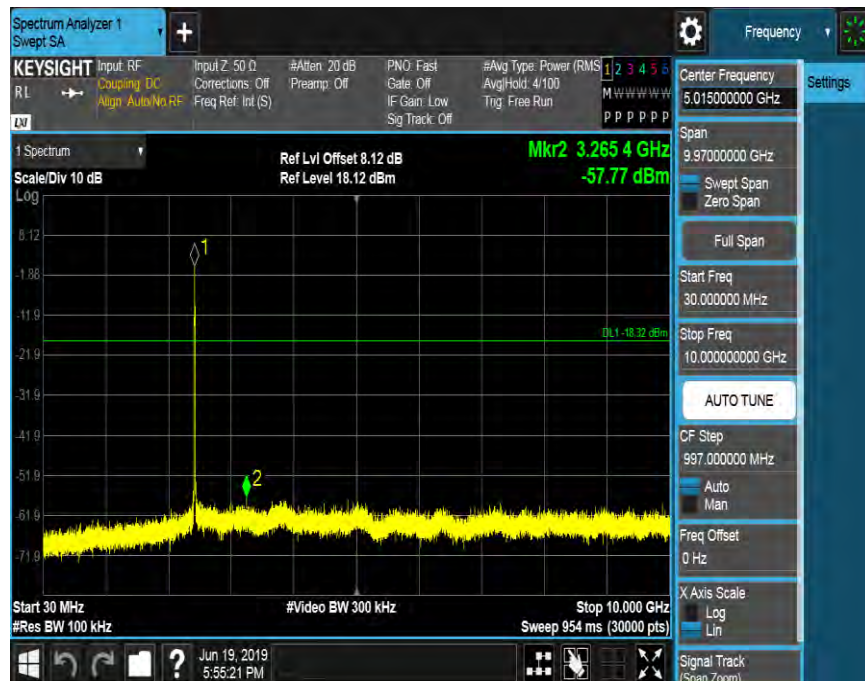 Spectrum Analyzer 1
Swept SA
+
Frequency
KEYSIGHT
RL
LXI
Input: RF
Coupling: DC
Align: Auto/No RF
Input Z: 50 Ω
Corrections: Off
Freq Ref: Int (S)
#Atten: 20 dB
Preamp: Off
PNO: Fast
Gate: Off
IF Gain: Low
Sig Track: Off
#Avg Type: Power (RMS
Avg|Hold: 4/100
Trig: Free Run
1 2 3 4 5 6
M W W W W W
P P P P P P
1 Spectrum
Scale/Div 10 dB
Log
Ref Lvl Offset 8.12 dB
Ref Level 18.12 dBm
Mkr2 3.265 4 GHz
-57.77 dBm
8.12
-1.88
-11.9
-21.9
-31.9
-41.9
-51.9
-61.9
-71.9
1
2
DL1 -18.32 dBm
Start 30 MHz
#Res BW 100 kHz
#Video BW 300 kHz
Stop 10.000 GHz
Sweep 954 ms (30000 pts)
?
Jun 19, 2019
5:55:21 PM
Center Frequency
5.015000000 GHz
Settings
Span
9.97000000 GHz
Swept Span
Zero Span
Full Span
Start Freq
30.000000 MHz
Stop Freq
10.000000000 GHz
AUTO TUNE
CF Step
997.000000 MHz
Auto
Man
Freq Offset
0 Hz
X Axis Scale
Log
Lin
Signal Track
(Span Zoom)